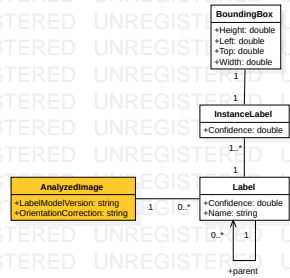 BoundingBox
+Height: double
+Left: double
+Top: double
+Width: double
1
1
InstanceLabel
+Confidence: double
1..*
1
AnalyzedImage
+LabelModelVersion: string
+OrientationCorrection: string
1
0..*
Label
+Confidence: double
+Name: string
0..*
1
+parent
UNREGISTERED